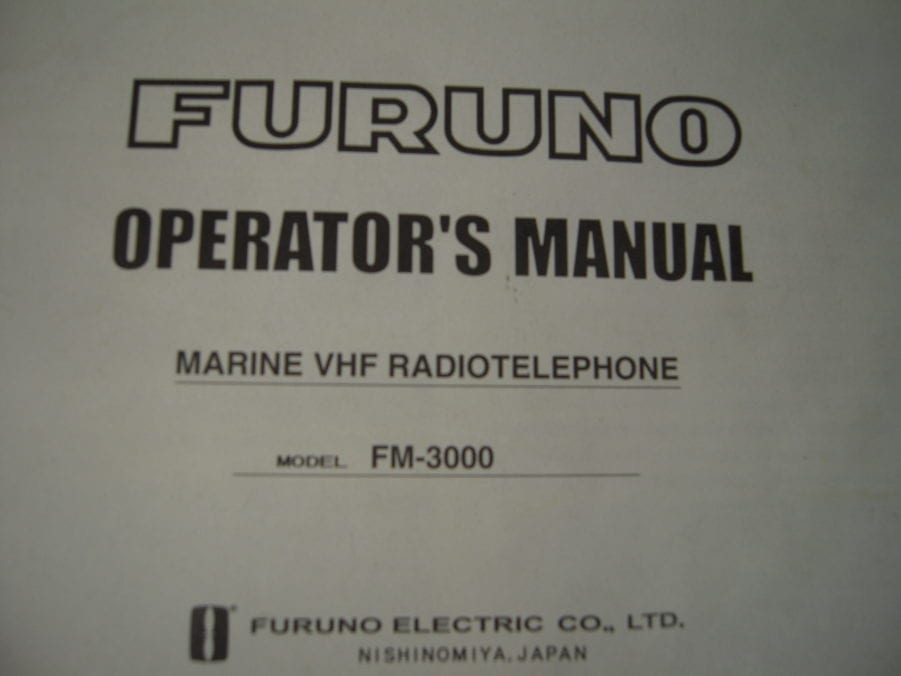 FURUNO
OPERATOR'S MANUAL
MARINE VHF RADIOTELEPHONE
MODEL FM-3000
FURUNO ELECTRIC CO., LTD.
NISHINOMIYA, JAPAN